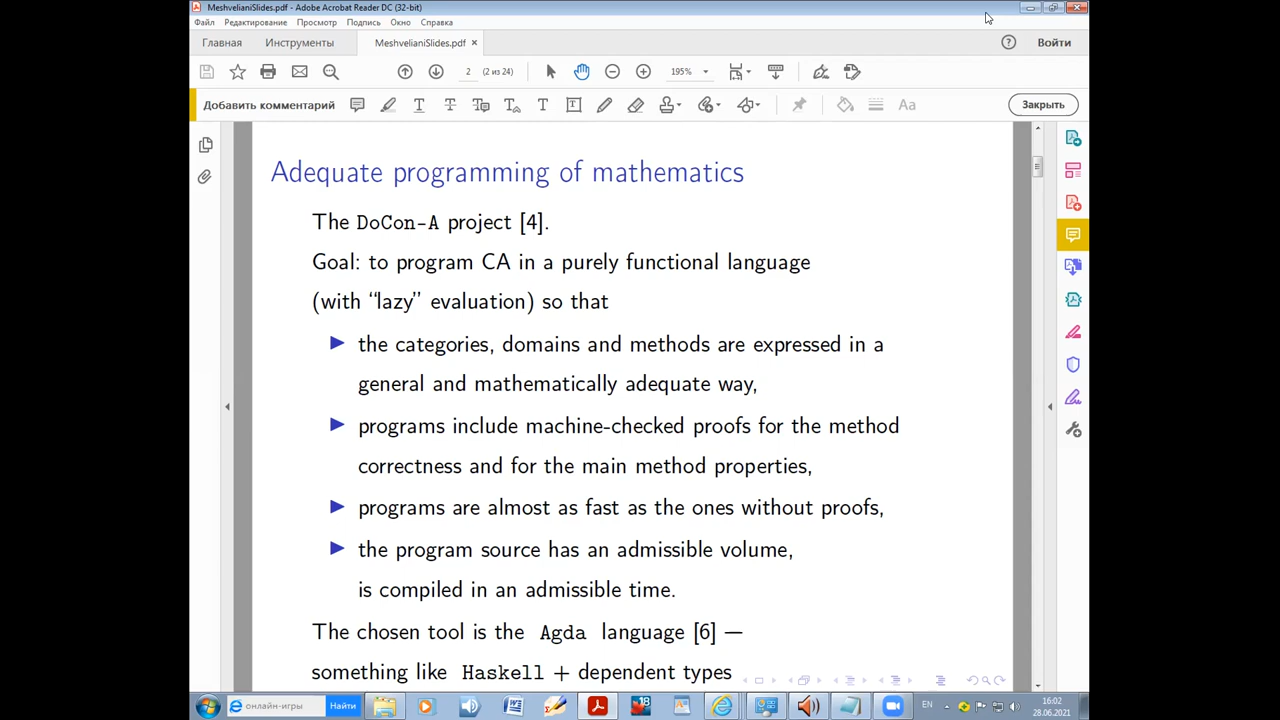 MeshvelianiSlides.pdf - Adobe Acrobat Reader DC (32-bit)
Файл Редактирование Просмотр Подпись Окно Справка
Главная Инструменты MeshvelianiSlides.pdf × Войти
2 (2 из 24) 195%
Добавить комментарий Aa Закрыть
Adequate programming of mathematics
The DoCon-A project [4].
Goal: to program CA in a purely functional language
(with “lazy” evaluation) so that
▶ the categories, domains and methods are expressed in a
general and mathematically adequate way,
▶ programs include machine-checked proofs for the method
correctness and for the main method properties,
▶ programs are almost as fast as the ones without proofs,
▶ the program source has an admissible volume,
is compiled in an admissible time.
The chosen tool is the Agda language [6] —
something like Haskell + dependent types
онлайн-игры Найти EN 16:02
28.06.2021